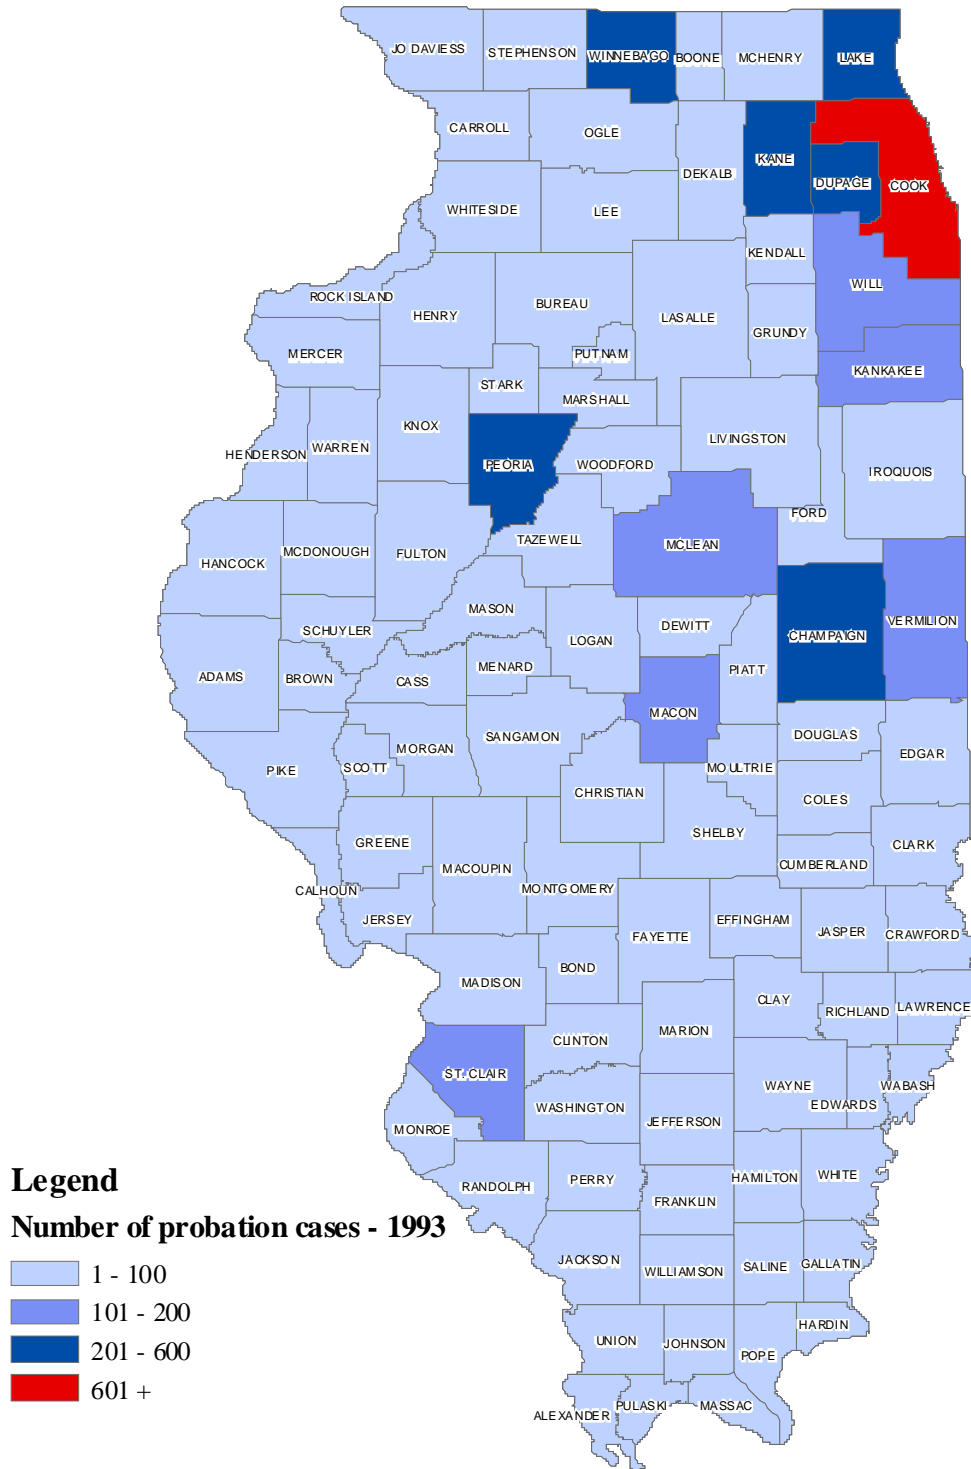 JO DAVIESS
STEPHENSON
WINNEBAGO
BOONE
MCHENRY
LAKE
CARROLL
OGLE
DEKALB
KANE
DUPAGE
COOK
WHITESIDE
LEE
KENDALL
WILL
ROCK ISLAND
HENRY
BUREAU
LASALLE
GRUNDY
MERCER
PUTNAM
KANKAKEE
STARK
MARSHALL
KNOX
HENDERSON
WARREN
PEORIA
WOODFORD
LIVINGSTON
IROQUOIS
FORD
HANCOCK
MCDONOUGH
FULTON
TAZEWELL
MCLEAN
MASON
SCHUYLER
LOGAN
DEWITT
CHAMPAIGN
VERMILION
ADAMS
BROWN
CASS
MENARD
PIATT
MACON
SANGAMON
DOUGLAS
EDGAR
PIKE
SCOTT
MORGAN
MOULTRIE
CHRISTIAN
COLES
GREENE
SHELBY
CLARK
MACOUPIN
CUMBERLAND
CALHOUN
MONTGOMERY
JERSEY
FAYETTE
EFFINGHAM
JASPER
CRAWFORD
MADISON
BOND
CLAY
RICHLAND
LAWRENCE
CLINTON
MARION
ST. CLAIR
WAYNE
WABASH
EDWARDS
WASHINGTON
JEFFERSON
MONROE
RANDOLPH
PERRY
HAMILTON
WHITE
FRANKLIN
JACKSON
WILLIAMSON
SALINE
GALLATIN
UNION
JOHNSON
POPE
HARDIN
ALEXANDER
PULASKI
MASSAC
Legend
Number of probation cases - 1993
1 - 100
101 - 200
201 - 600
601 +